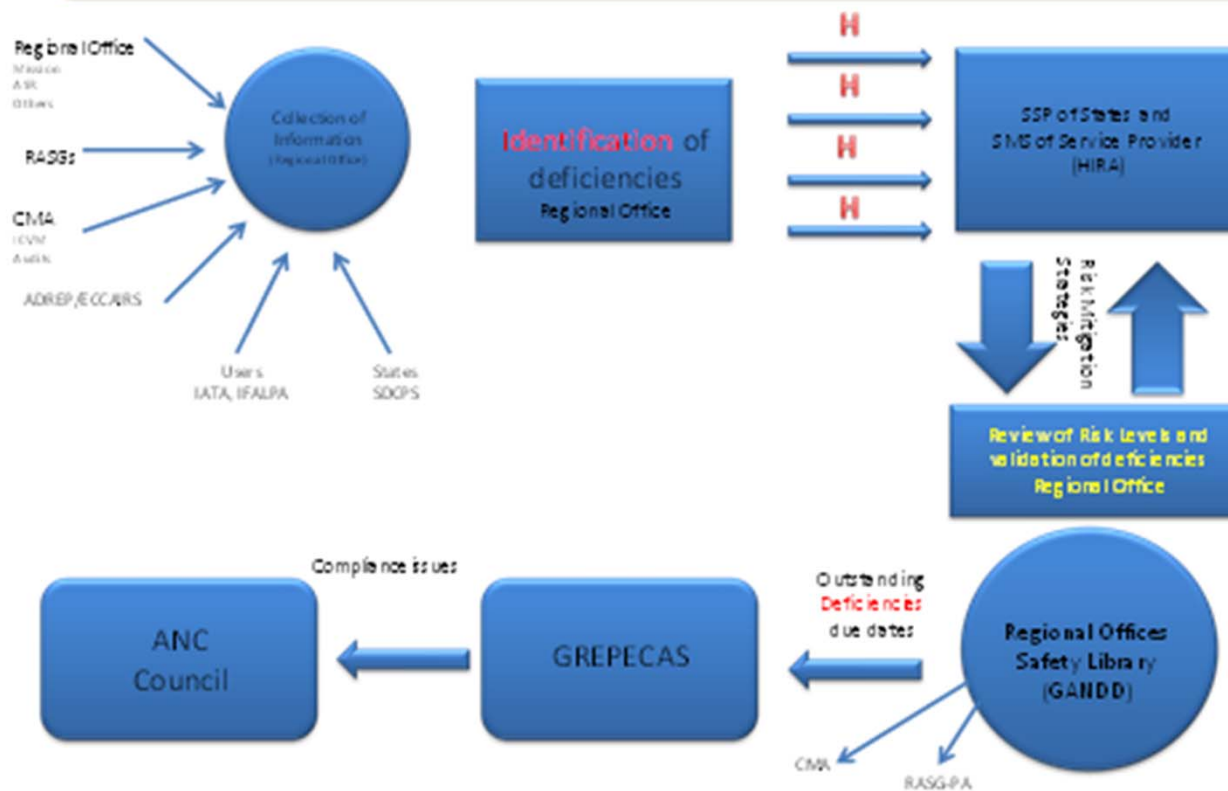 Regional Office
Mission
Others
RASGs
CMA
Audits
ADREP/ECCAIRS
Users
IATA, IFALPA
States
SDCPS
Collection of
Information
(Regional Office)
Identification of
deficiencies
Regional Office
H
H
H
H
SSP of States and
SMS of Service Provider
(HIRA)
Risk Mitigation
Strategies
Review of Risk Levels and
validation of deficiencies
Regional Office
Regional Offices
Safety Library
(GANDD)
CMA
RASG-PA
Outstanding
Deficiencies
due dates
GREPECAS
Compliance issues
ANC
Council